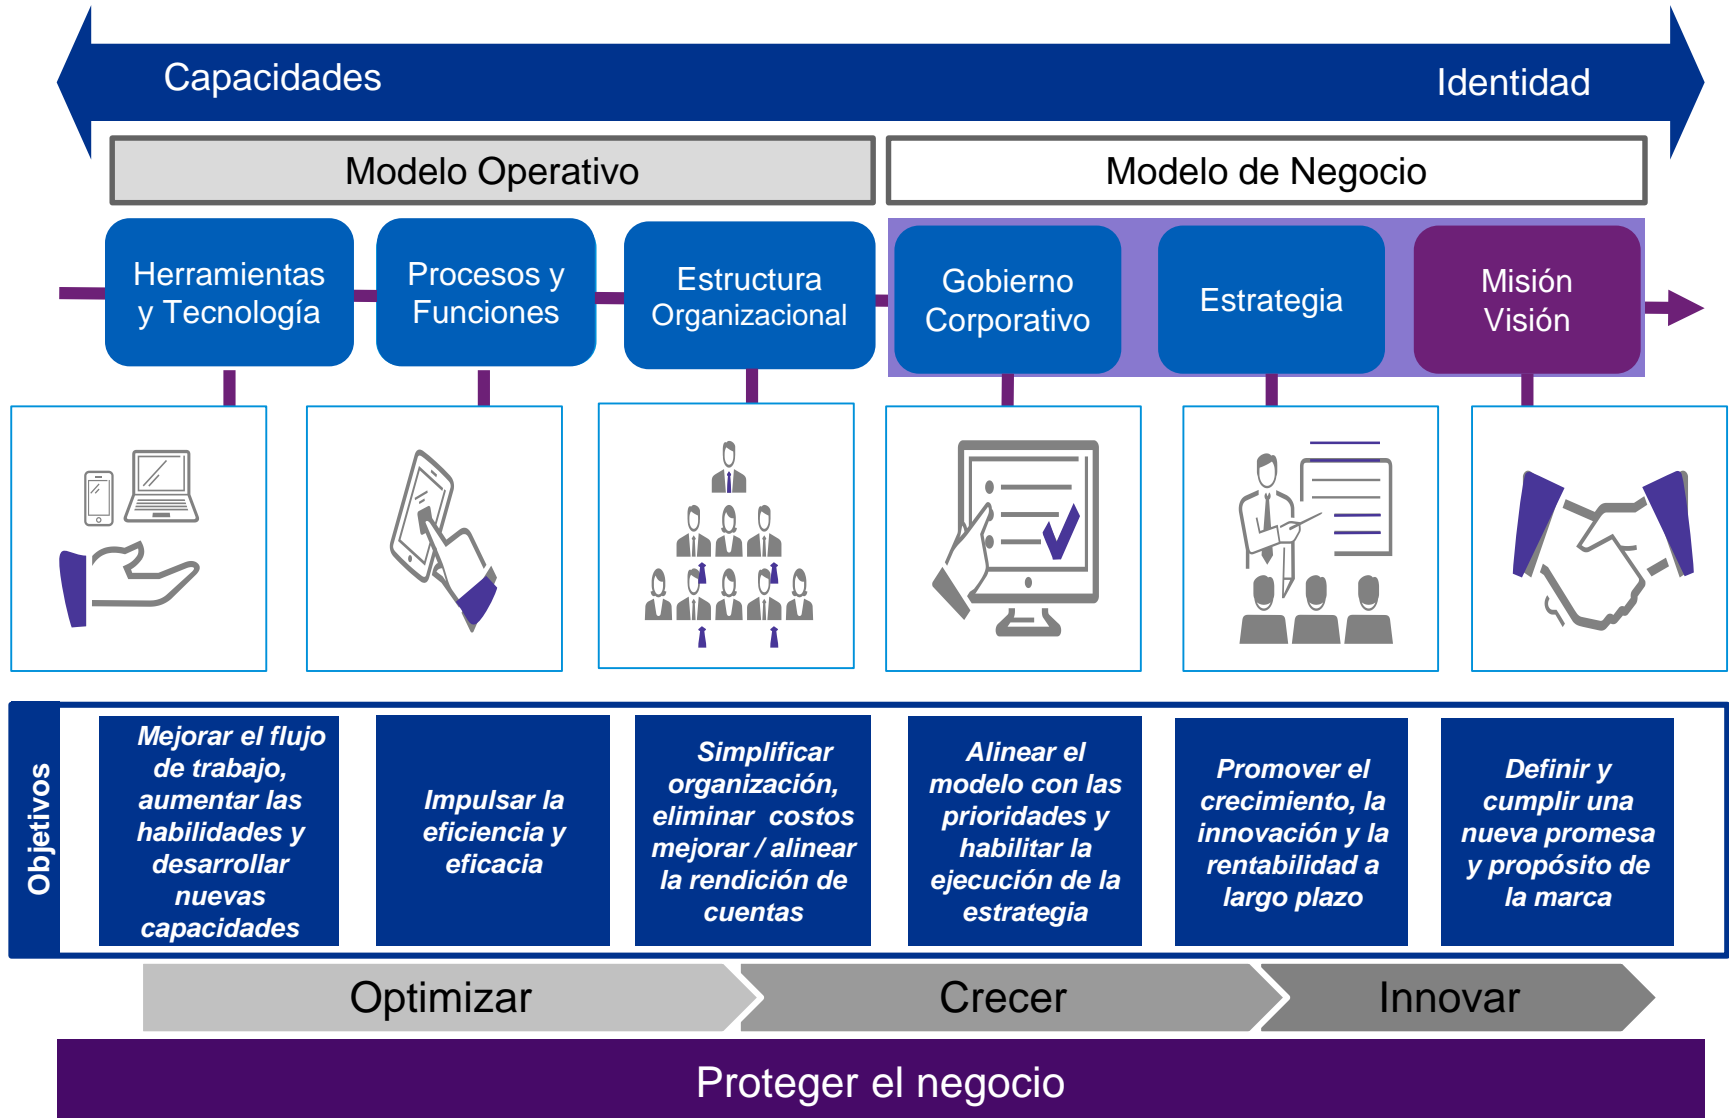 Capacidades
Identidad
Modelo Operativo
Modelo de Negocio
Herramientas
y Tecnología
Procesos y
Funciones
Estructura
Organizacional
Gobierno
Corporativo
Estrategia
Misión
Visión
Objetivos
Mejorar el flujo
de trabajo,
aumentar las
habilidades y
desarrollar
nuevas
capacidades
Impulsar la
eficiencia y
eficacia
Simplificar
organización,
eliminar costos
mejorar / alinear
la rendición de
cuentas
Alinear el
modelo con las
prioridades y
habilitar la
ejecución de la
estrategia
Promover el
crecimiento, la
innovación y la
rentabilidad a
largo plazo
Definir y
cumplir una
nueva promesa
y propósito de
la marca
Optimizar
Crecer
Innovar
Proteger el negocio